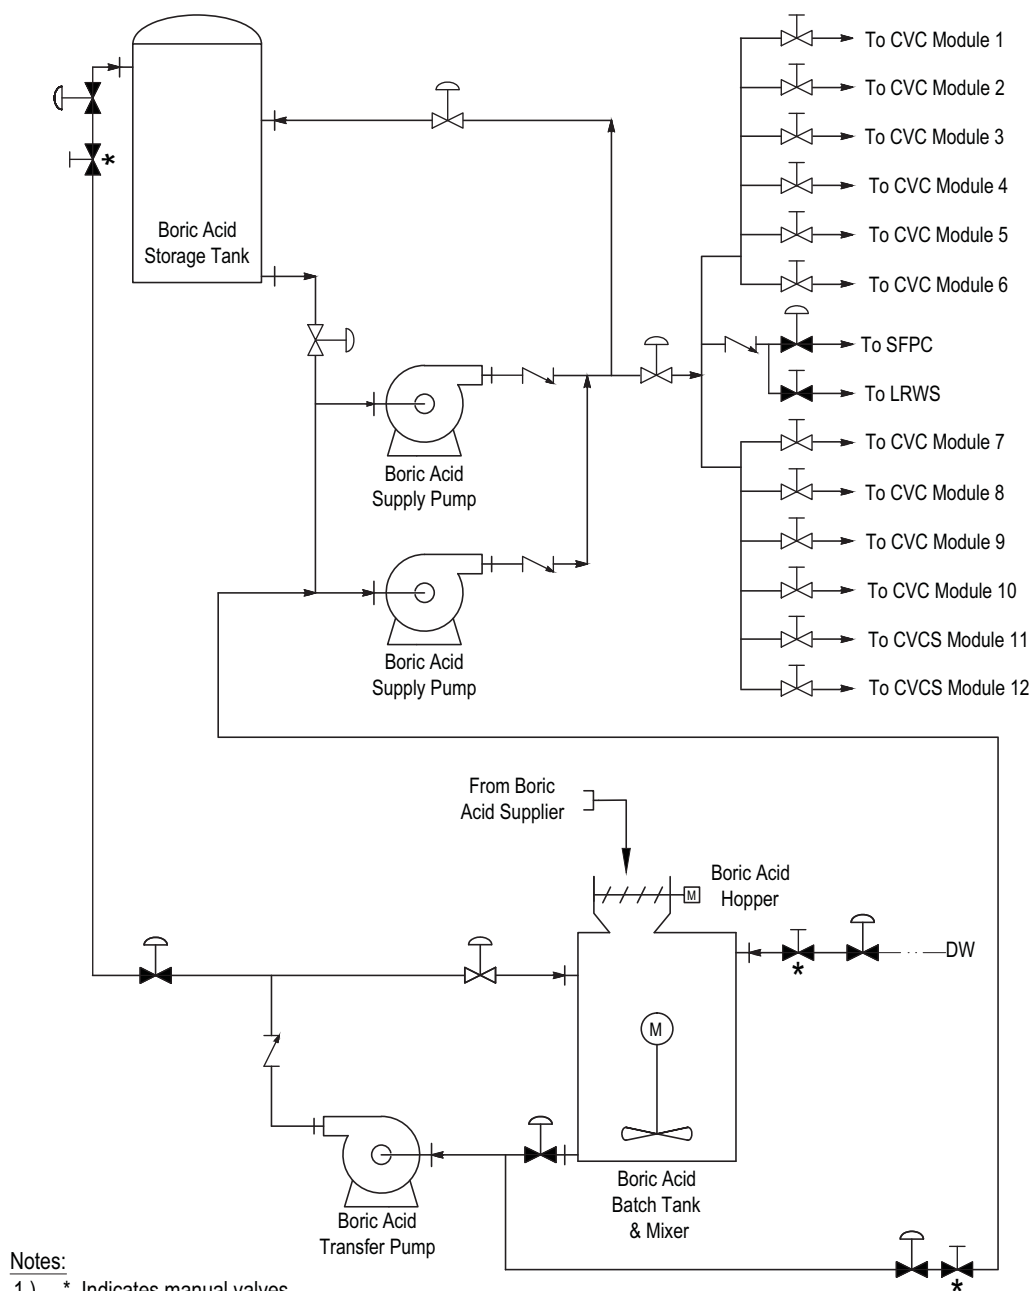 To CVC Module 1
To CVC Module 2
To CVC Module 3
*
To CVC Module 4
Boric Acid
Storage Tank
To CVC Module 5
To CVC Module 6
To SFPC
To LRWS
To CVC Module 7
Boric Acid
Supply Pump
To CVC Module 8
To CVC Module 9
To CVC Module 10
To CVCS Module 11
Boric Acid
Supply Pump
To CVCS Module 12
From Boric
Acid Supplier
Boric Acid
Hopper
M
DW
*
M
Boric Acid
Batch Tank
& Mixer
Boric Acid
Transfer Pump
*
Notes:
1.) * Indicates manual valves